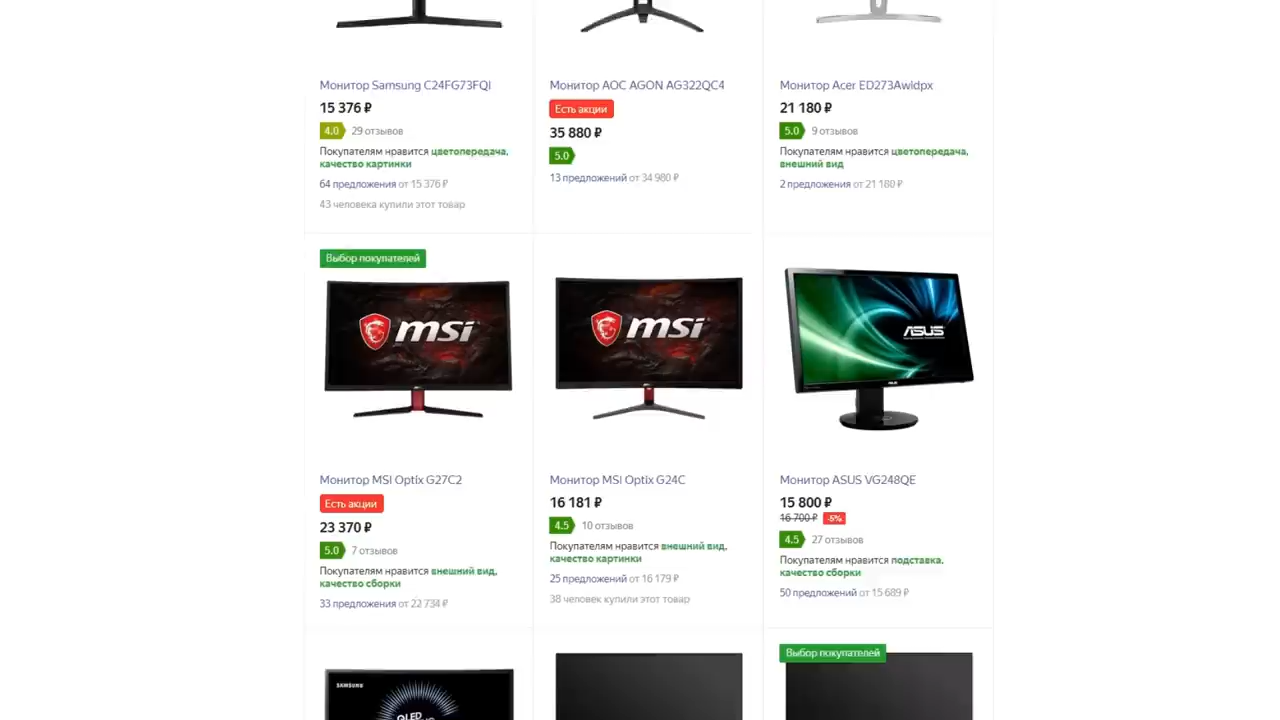 Монитор Samsung C24FG73FQI
15 376 ₽
4.0 29 отзывов
Покупателям нравится цветопередача,
качество картинки
64 предложения от 15 376 ₽
43 человека купили этот товар
Монитор AOC AGON AG322QC4
Есть акции
35 880 ₽
5.0
13 предложений от 34 980 ₽
Монитор Acer ED273Awidpx
21 180 ₽
5.0 9 отзывов
Покупателям нравится цветопередача,
внешний вид
2 предложения от 21 180 ₽
Выбор покупателей
msi
Монитор MSI Optix G27C2
Есть акции
23 370 ₽
5.0 7 отзывов
Покупателям нравится внешний вид,
качество сборки
33 предложения от 22 734 ₽
msi
Монитор MSI Optix G24C
16 181 ₽
4.5 10 отзывов
Покупателям нравится внешний вид,
качество картинки
25 предложений от 16 179 ₽
38 человек купили этот товар
ASUS
Монитор ASUS VG248QE
15 800 ₽
16 700 ₽ -5%
4.5 27 отзывов
Покупателям нравится подставка,
качество сборки
50 предложений от 15 689 ₽
SAMSUNG
QLED
Выбор покупателей